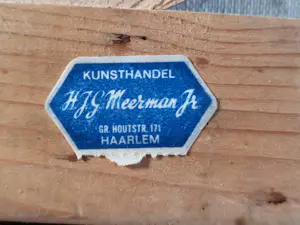 KUNSTHANDEL
H.J.G Meerman Jr
GR. HOUTSTR. 171
HAARLEM